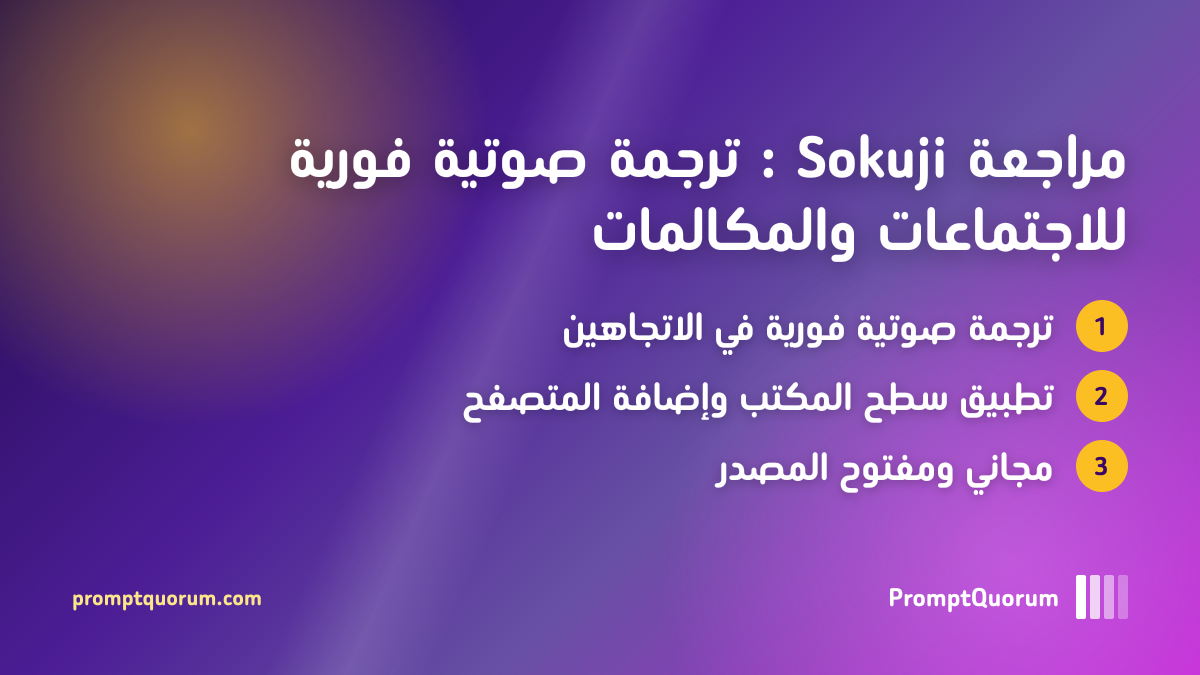 مراجعة Sokuji : ترجمة صوتية فورية
للاجتماعات والمكالمات
1 ترجمة صوتية فورية في الاتجاهين
2 تطبيق سطح المكتب وإضافة المتصفح
3 مجاني ومفتوح المصدر
PromptQuorum
promptquorum.com